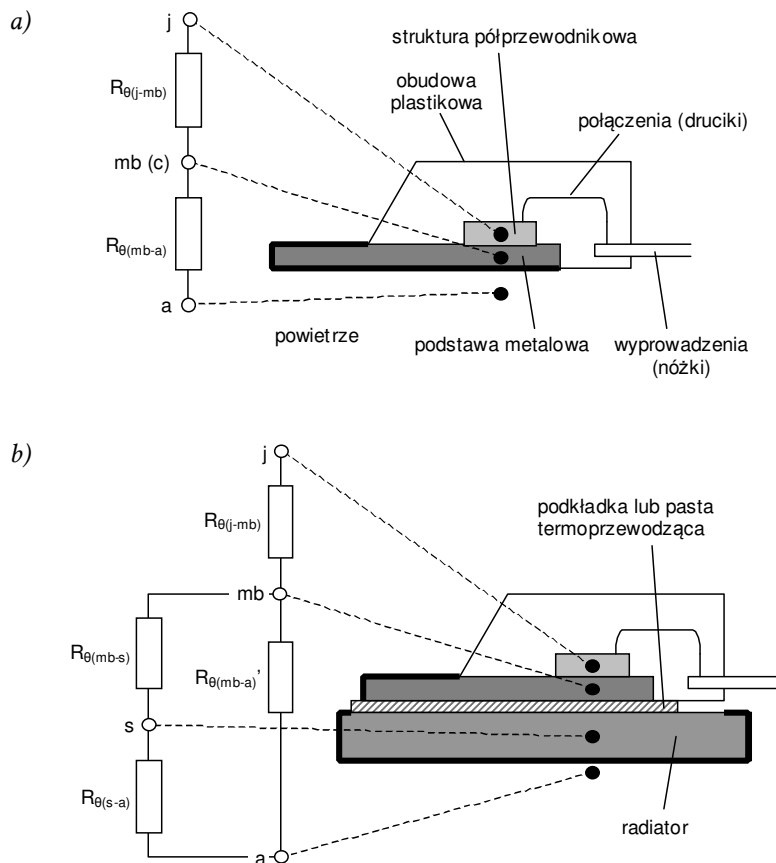 a)
j
struktura półprzewodnikowa
obudowa
plastikowa
Rθ(j-mb)
połączenia (druciki)
mb (c)
Rθ(mb-a)
a
powietrze
podstawa metalowa
wyprowadzenia
(nóżki)
b)
j
podkładka lub pasta
termoprzewodząca
Rθ(j-mb)
mb
Rθ(mb-s)
Rθ(mb-a)'
s
Rθ(s-a)
radiator
a